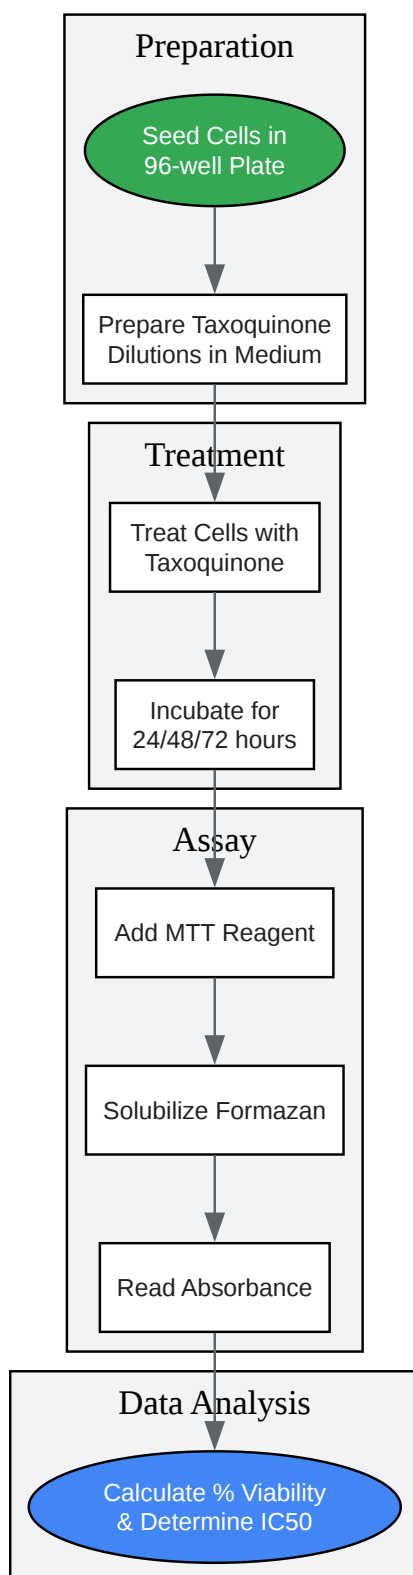 Preparation
Seed Cells in
96-well Plate
Prepare Taxoquinone
Dilutions in Medium
Treatment
Treat Cells with
Taxoquinone
Incubate for
24/48/72 hours
Assay
Add MTT Reagent
Solubilize Formazan
Read Absorbance
Data Analysis
Calculate % Viability
& Determine IC50